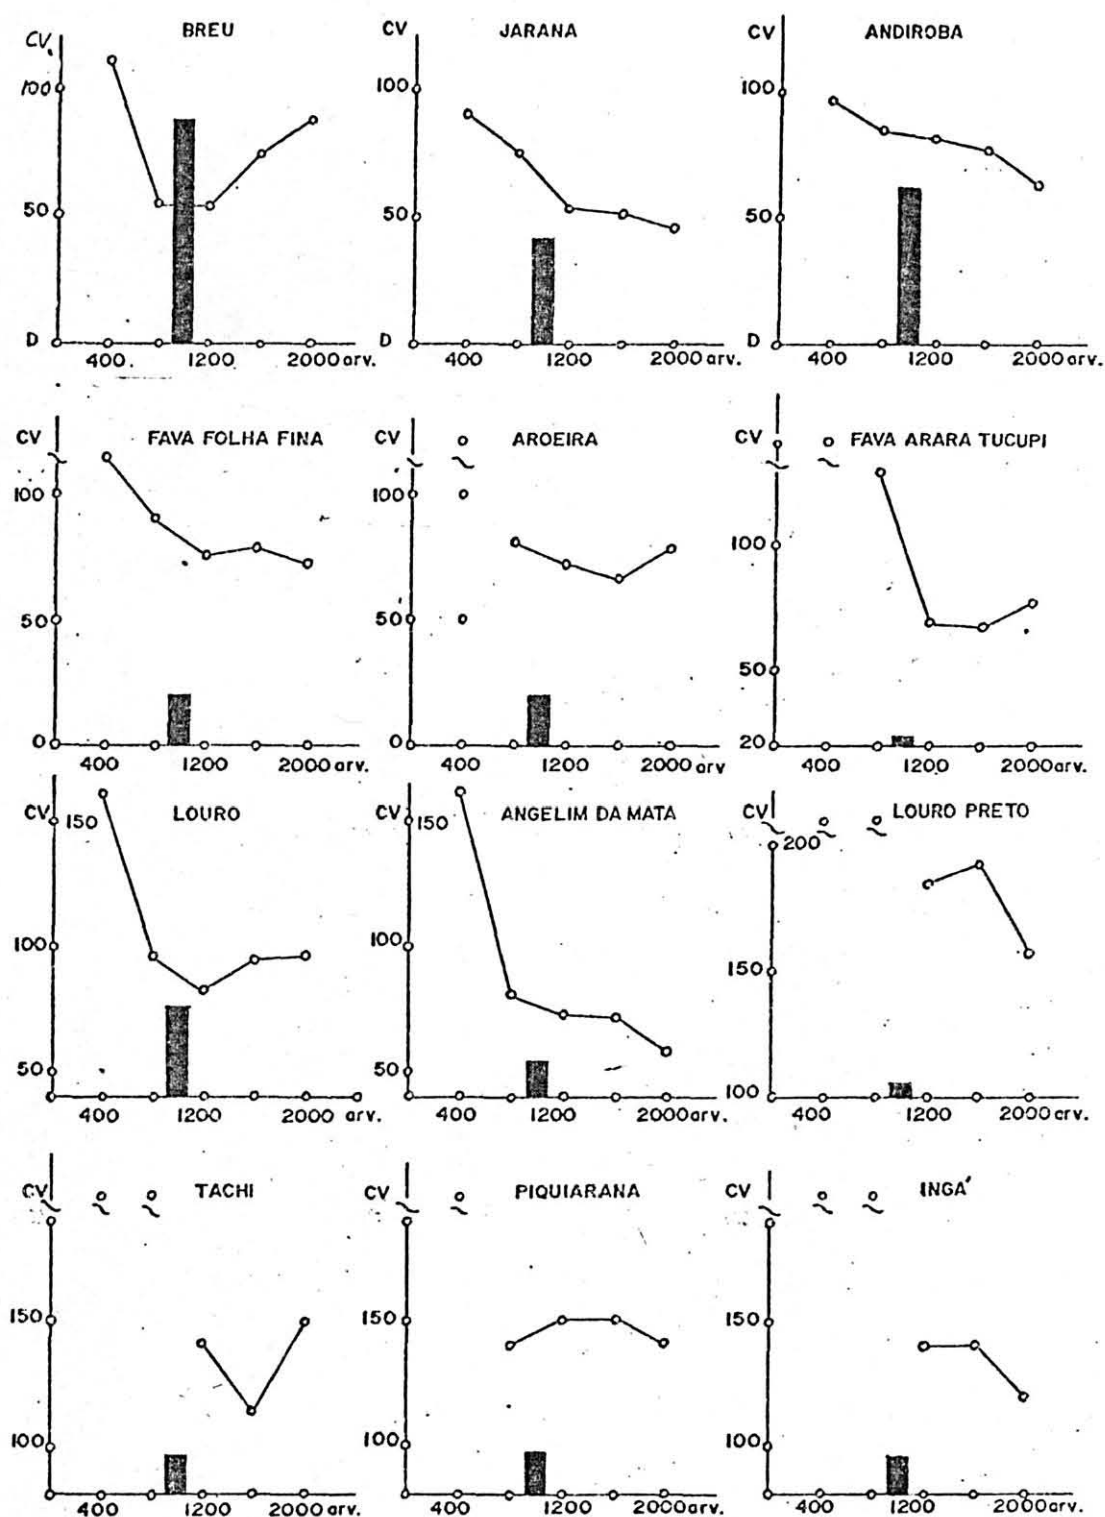 CV BREU
100
50
D
400 1200 2000 arv.
CV JARANA
100
50
D
400 1200 2000 arv.
CV ANDIROBA
100
50
D
400 1200 2000 arv.
CV FAVA FOLHA FINA
100
50
0
400 1200 2000 arv.
CV AROEIRA
100
50
0
400 1200 2000 arv
CV FAVA ARARA TUCUPI
100
50
20
400 1200 2000 arv.
CV 150 LOURO
100
50
400 1200 2000 arv.
CV 150 ANGELIM DA MATA
100
50
400 1200 2000 arv.
CV LOURO PRETO
200
150
100
400 1200 2000 arv.
CV TACHI
150
100
400 1200 2000 arv.
CV PIQUIARANA
150
100
400 1200 2000 arv.
CV INGÁ
150
100
400 1200 2000 arv.